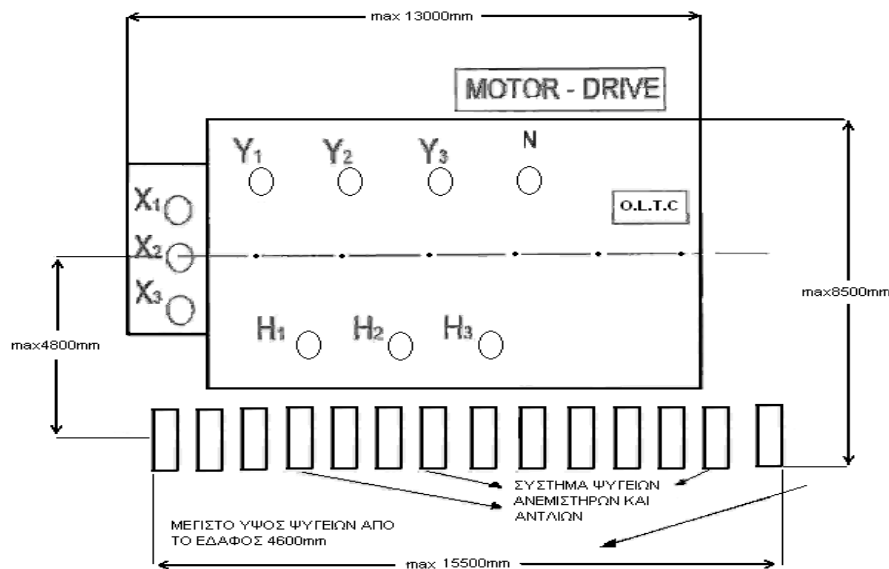 max 13000mm
MOTOR - DRIVE
Y1 Y2 Y3 N
X1
O.L.T.C
X2
X3
max8500mm
max4800mm
H1 H2 H3
ΣΥΣΤΗΜΑ ΨΥΓΕΙΩΝ
ΑΝΕΜΙΣΤΗΡΩΝ ΚΑΙ
ΑΝΤΛΙΩΝ
ΜΕΓΙΣΤΟ ΥΨΟΣ ΨΥΓΕΙΩΝ ΑΠΟ
ΤΟ ΕΔΑΦΟΣ 4600mm
max 15500mm